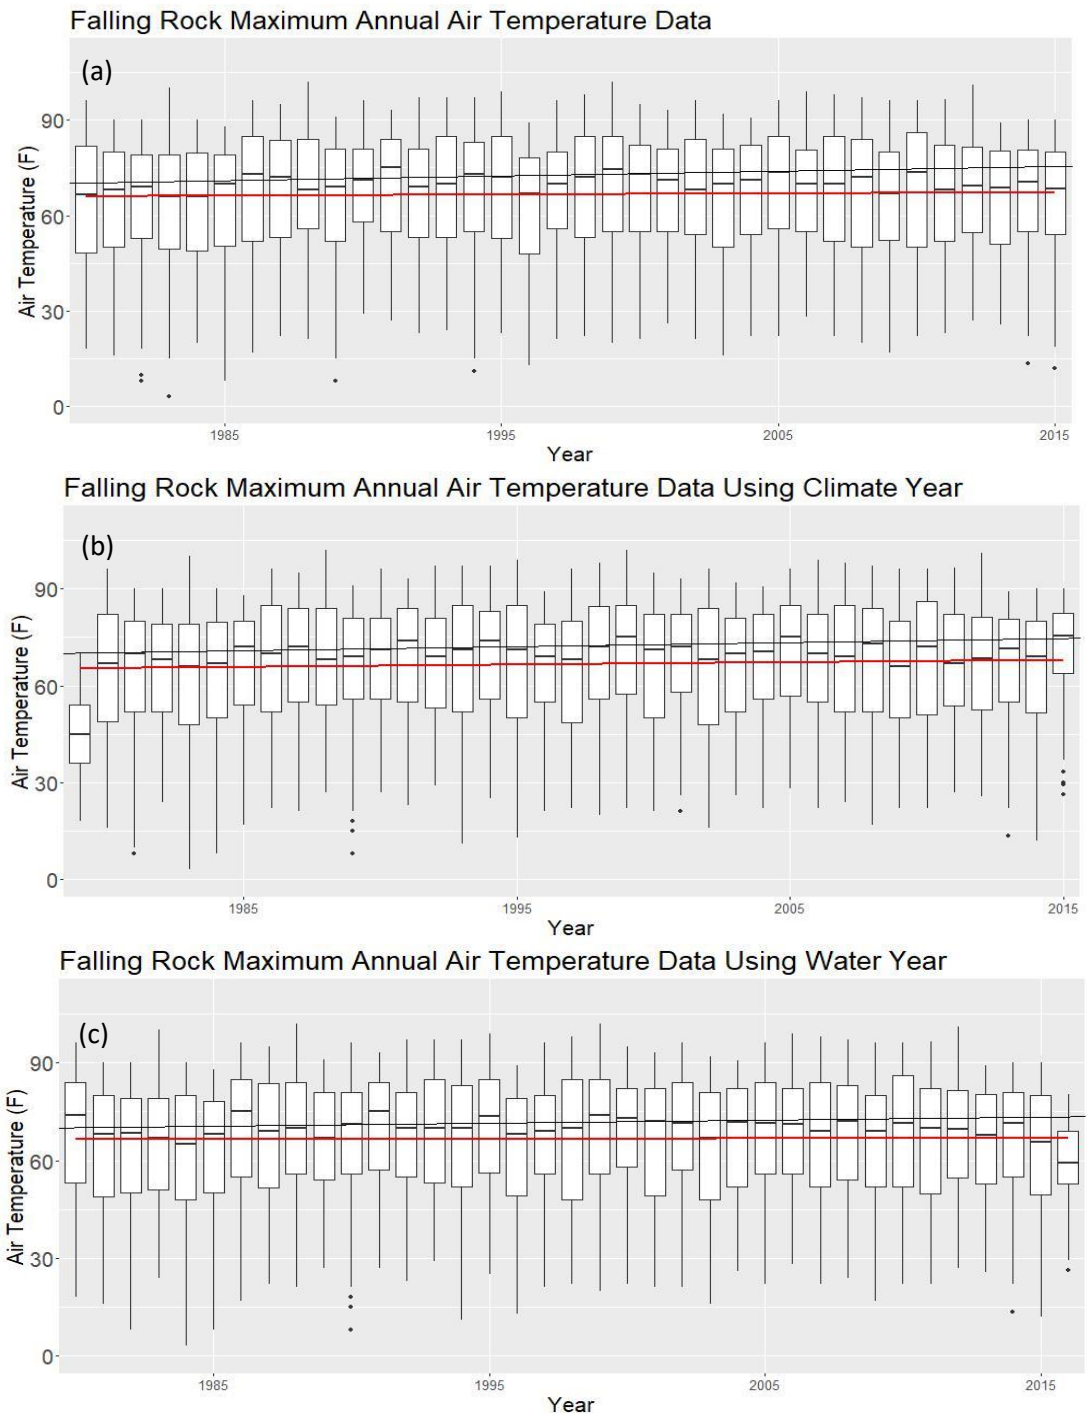 Falling Rock Maximum Annual Air Temperature Data
(a)
90
60
30
0
Air Temperature (F)
1985 1995 2005 2015
Year
Falling Rock Maximum Annual Air Temperature Data Using Climate Year
(b)
90
60
30
0
Air Temperature (F)
1985 1995 2005 2015
Year
Falling Rock Maximum Annual Air Temperature Data Using Water Year
(c)
90
60
30
0
Air Temperature (F)
1985 1995 2005 2015
Year